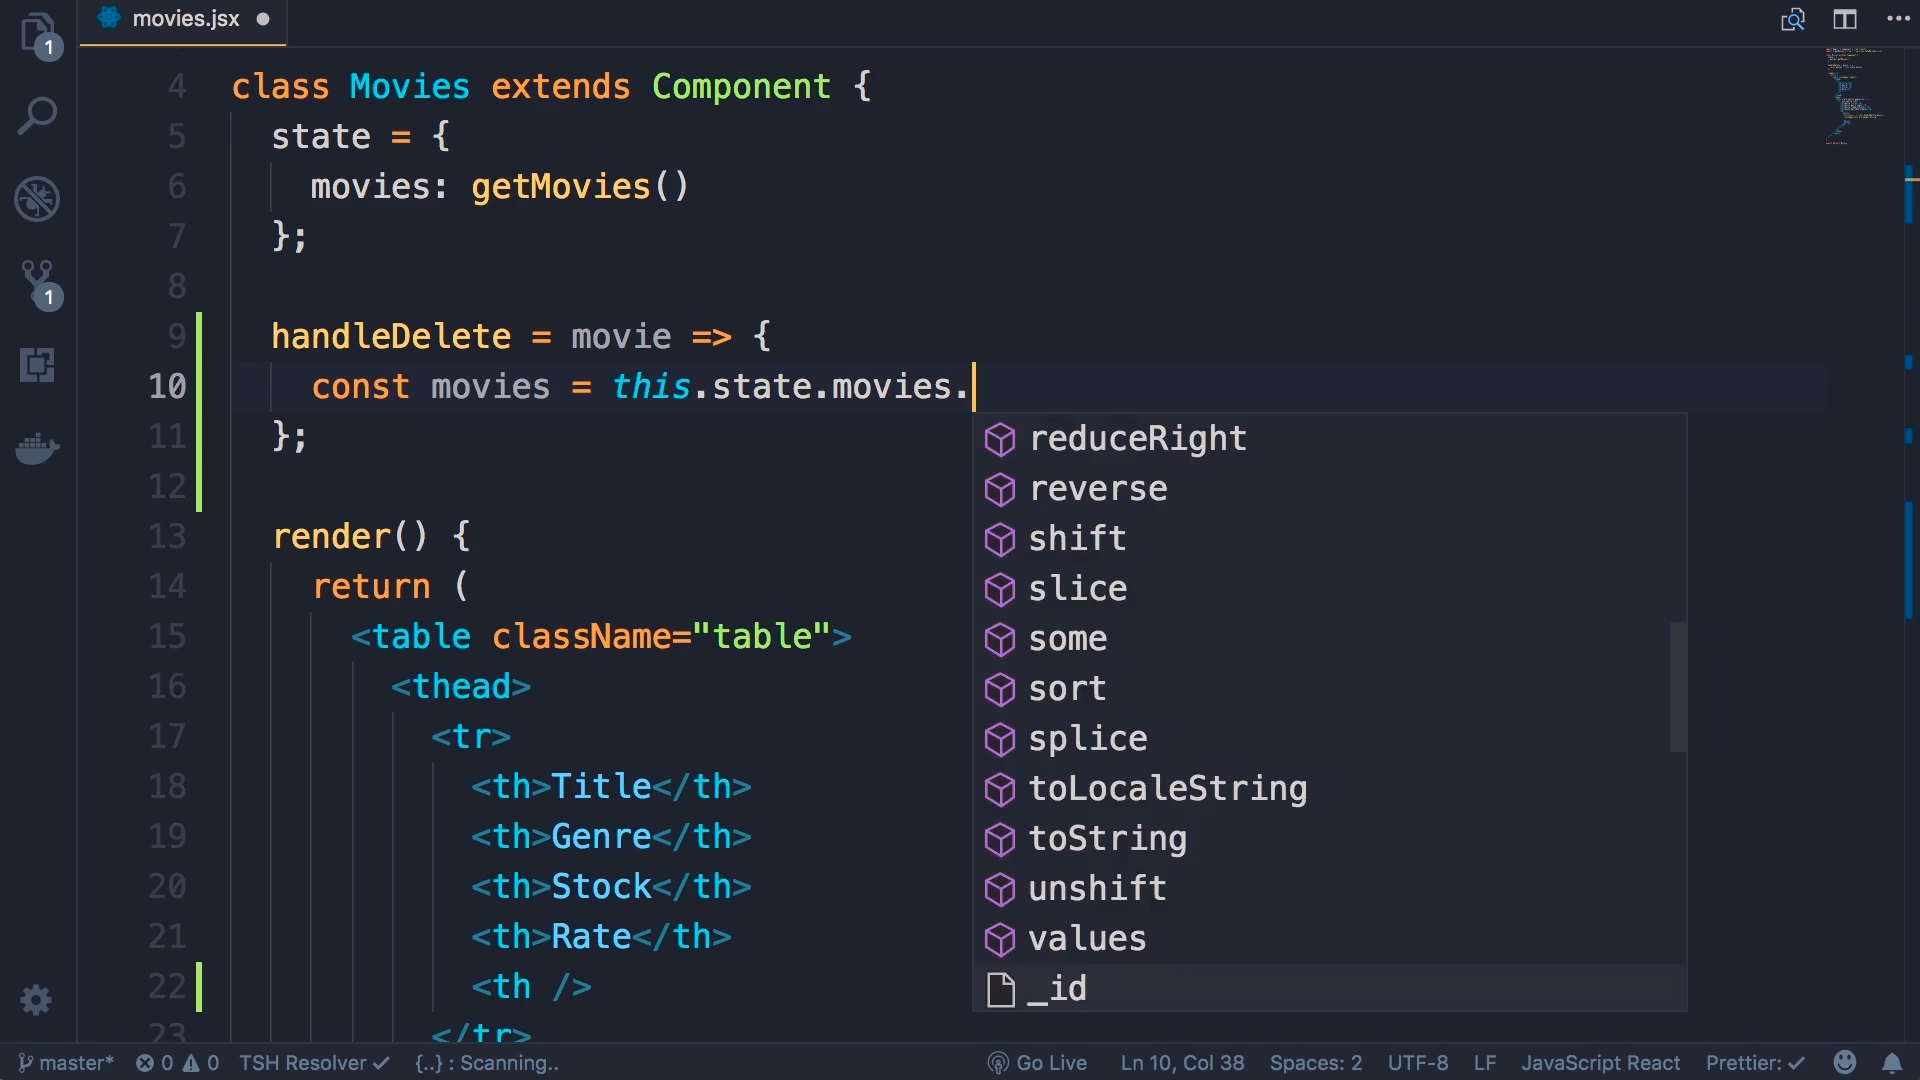 movies.jsx
1
4 class Movies extends Component {
5 state = {
6 movies: getMovies()
7 };
8
9 handleDelete = movie => {
10 const movies = this.state.movies.
11 };
12
13 render() {
14 return (
15 <table className="table">
16 <thead>
17 <tr>
18 <th>Title</th>
19 <th>Genre</th>
20 <th>Stock</th>
21 <th>Rate</th>
22 <th />
23 </tr>
1
reduceRight
reverse
shift
slice
some
sort
splice
toLocaleString
toString
unshift
values
_id
master* 0 0 TSH Resolver ✓ {..} : Scanning.. Go Live Ln 10, Col 38 Spaces: 2 UTF-8 LF JavaScript React Prettier: ✓